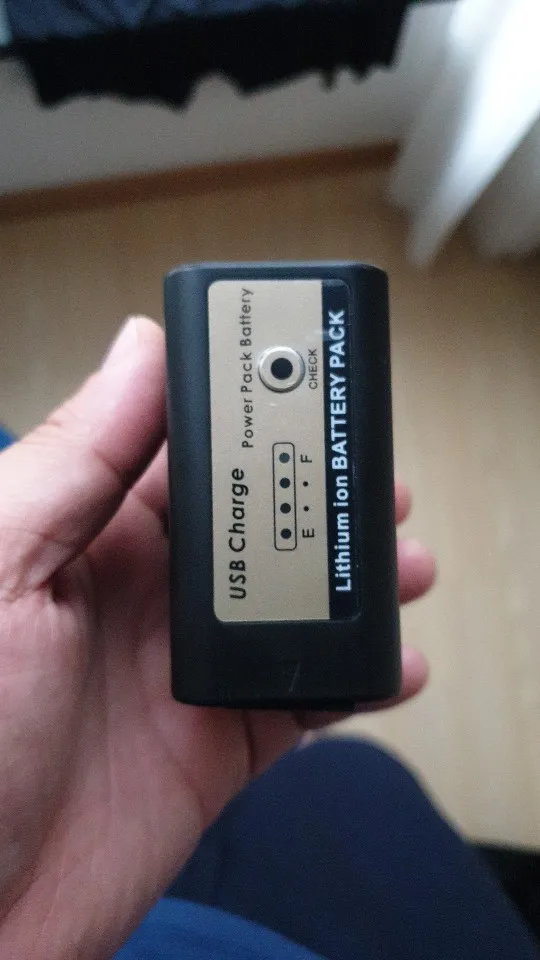 USB Charge
Power Pack Battery
E • • F
CHECK
Lithium ion BATTERY PACK